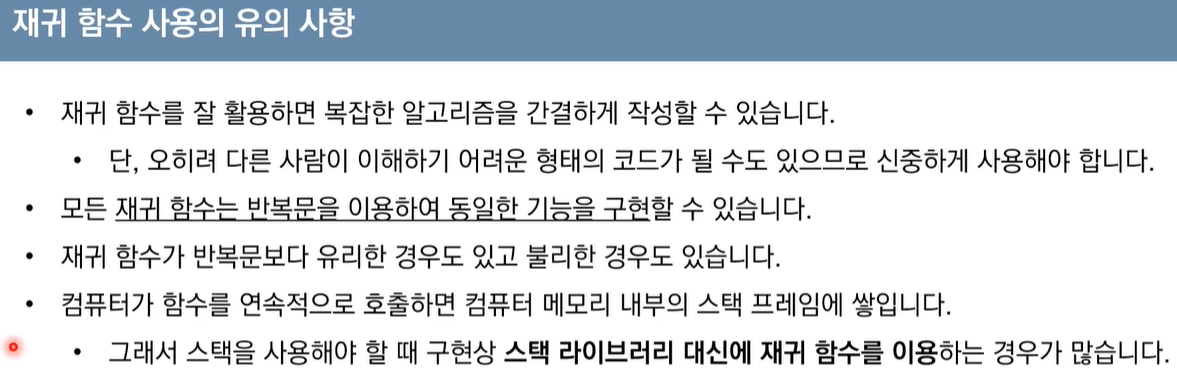 재귀 함수 사용의 유의 사항
• 재귀 함수를 잘 활용하면 복잡한 알고리즘을 간결하게 작성할 수 있습니다.
• 단, 오히려 다른 사람이 이해하기 어려운 형태의 코드가 될 수도 있으므로 신중하게 사용해야 합니다.
• 모든 재귀 함수는 반복문을 이용하여 동일한 기능을 구현할 수 있습니다.
• 재귀 함수가 반복문보다 유리한 경우도 있고 불리한 경우도 있습니다.
• 컴퓨터가 함수를 연속적으로 호출하면 컴퓨터 메모리 내부의 스택 프레임에 쌓입니다.
• 그래서 스택을 사용해야 할 때 구현상 스택 라이브러리 대신에 재귀 함수를 이용하는 경우가 많습니다.